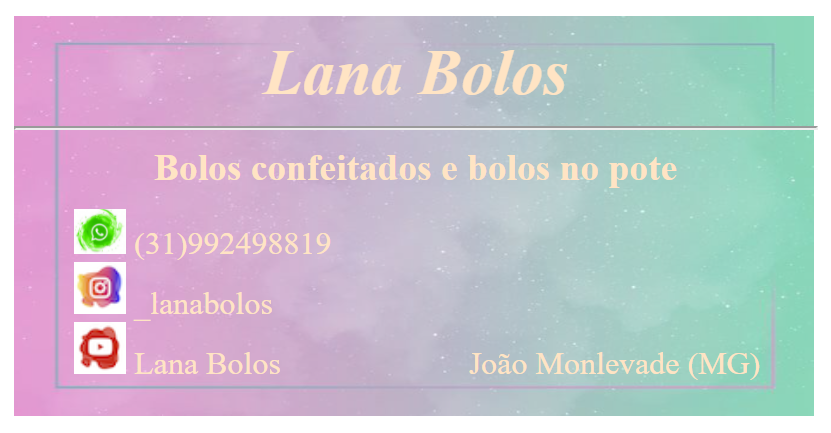 Lana Bolos
Bolos confeitados e bolos no pote
(31)992498819
_lanabolos
Lana Bolos João Monlevade (MG)